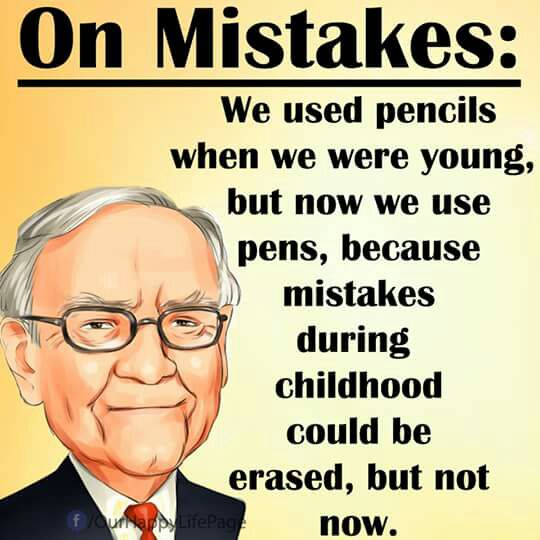 On Mistakes:
We used pencils
when we were young,
but now we use
pens, because
mistakes
during
childhood
could be
erased, but not
now.
f /OurHappyLifePage